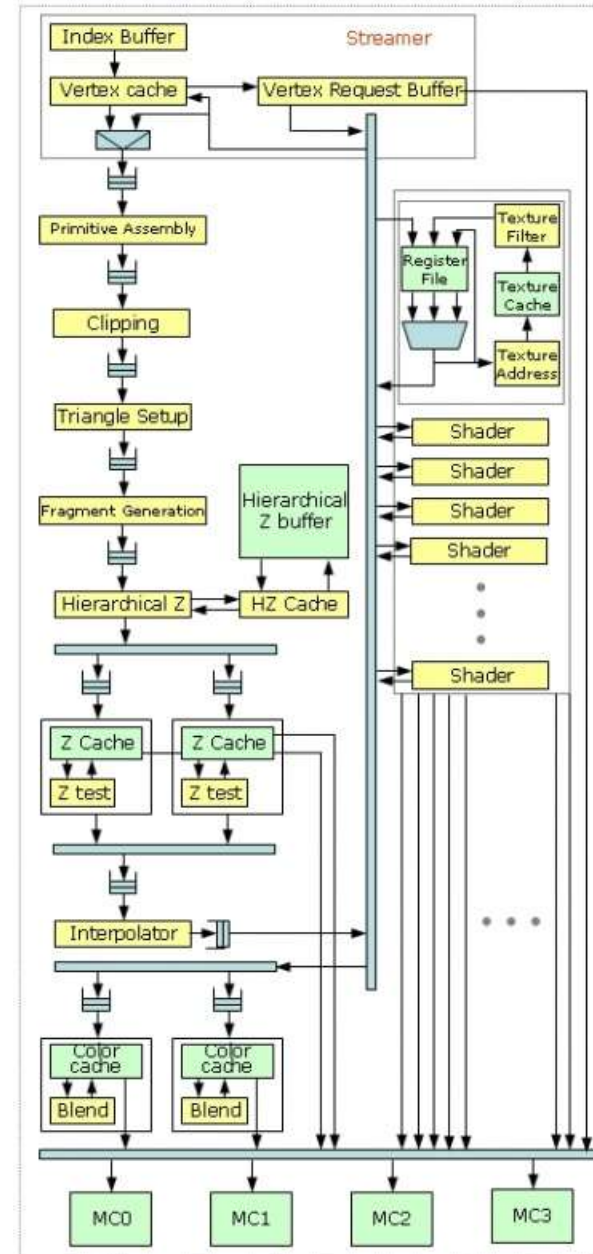 Index Buffer
Streamer
Vertex cache
Vertex Request Buffer
Primitive Assembly
Register
File
Texture
Filter
Texture
Cache
Texture
Address
Clipping
Triangle Setup
Shader
Shader
Hierarchical
Z buffer
Fragment Generation
Shader
Shader
Hierarchical Z
HZ Cache
Shader
Z Cache
Z Cache
Z test
Z test
Interpolator
Color
cache
Color
cache
Blend
Blend
MC0
MC1
MC2
MC3